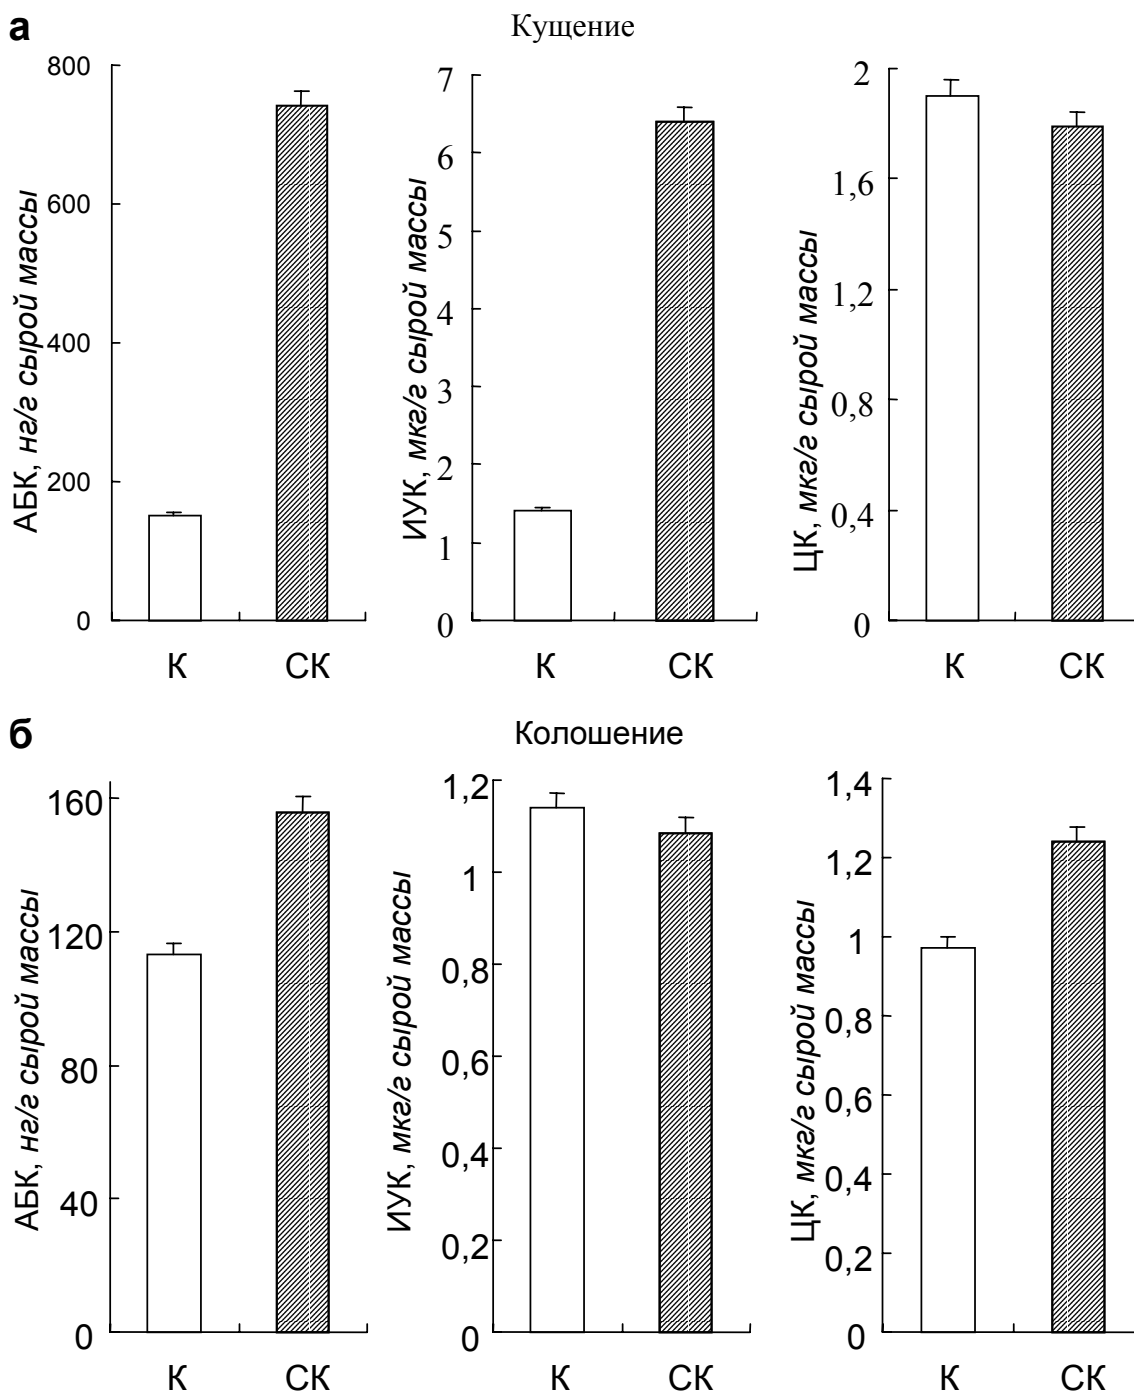 а
Кущение
АБК, нг/г сырой массы
800
600
400
200
0
К
СК
ИУК, мкг/г сырой массы
7
6
5
4
3
2
1
0
К
СК
ЦК, мкг/г сырой массы
2
1,6
1,2
0,8
0,4
0
К
СК
б
Колошение
АБК, нг/г сырой массы
160
120
80
40
0
К
СК
ИУК, мкг/г сырой массы
1,2
1
0,8
0,6
0,4
0,2
0
К
СК
ЦК, мкг/г сырой массы
1,4
1,2
1
0,8
0,6
0,4
0,2
0
К
СК